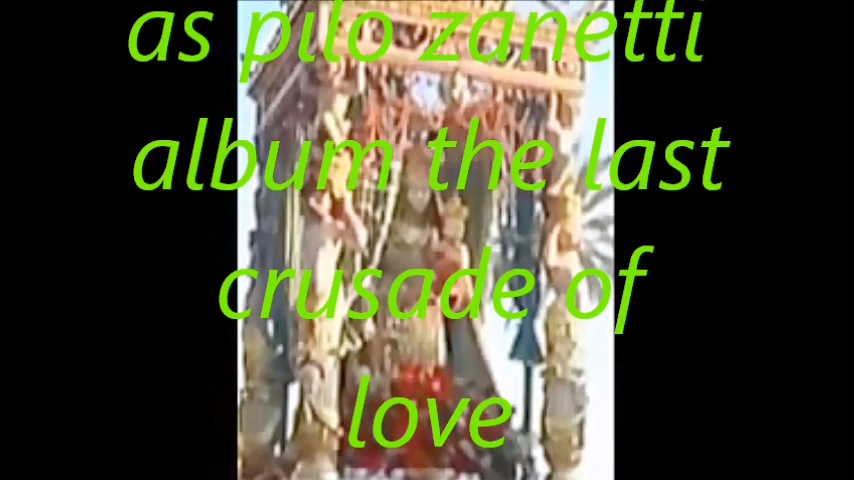 as pilo zanetti
album the last
crusade of
love